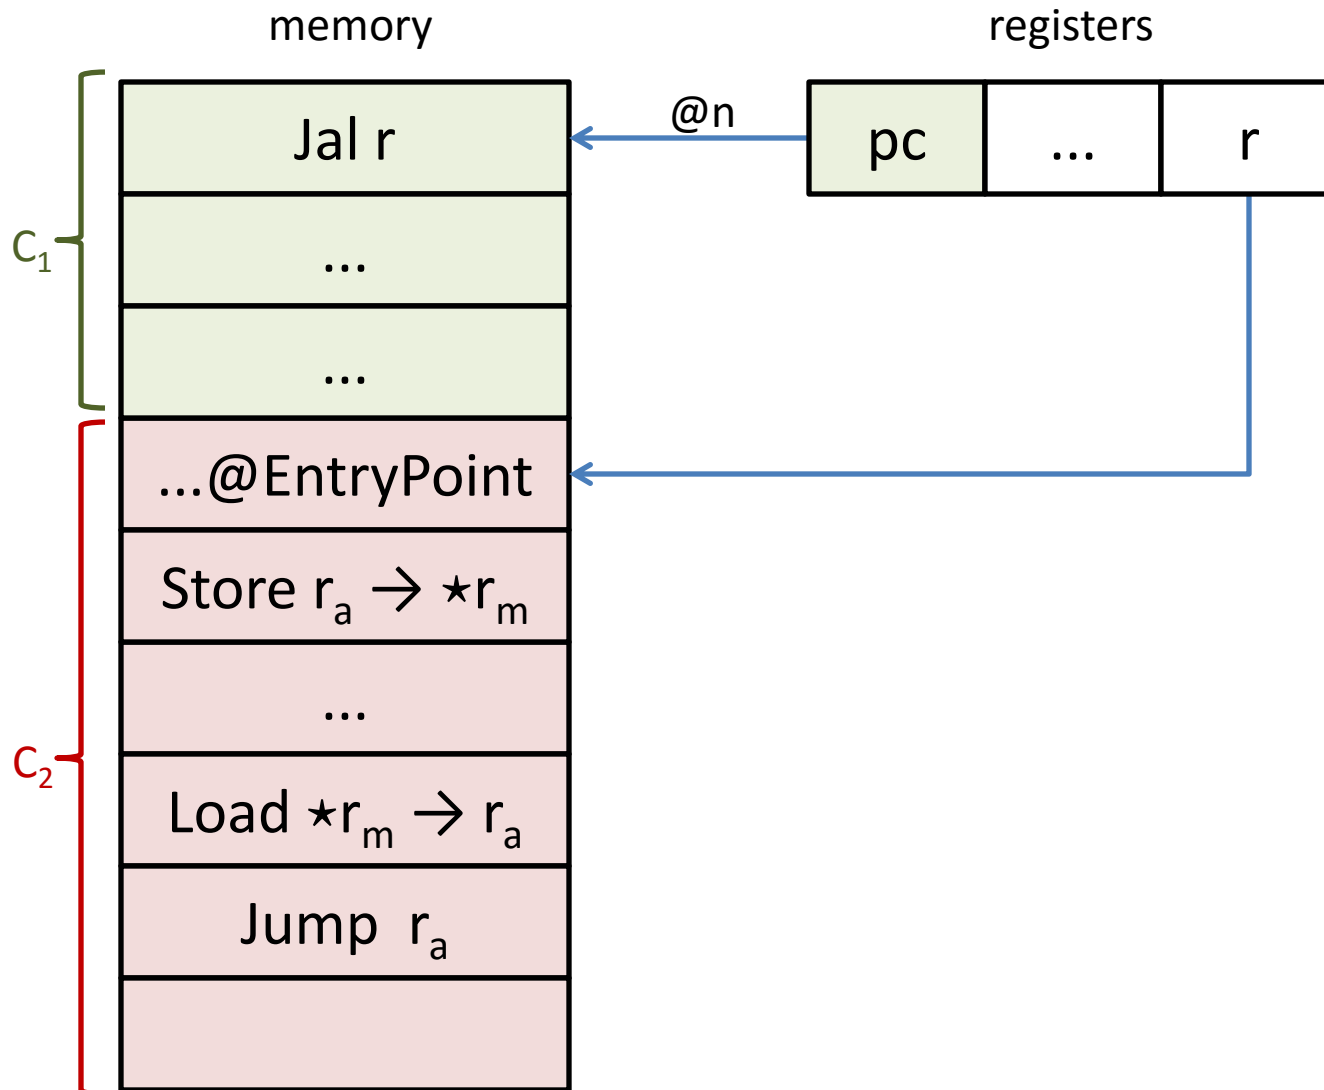 memory
registers
Jal r
@n
pc
...
r
C₁
...
...
...@EntryPoint
Store rₐ → ⋆rₘ
...
C₂
Load ⋆rₘ → rₐ
Jump rₐ